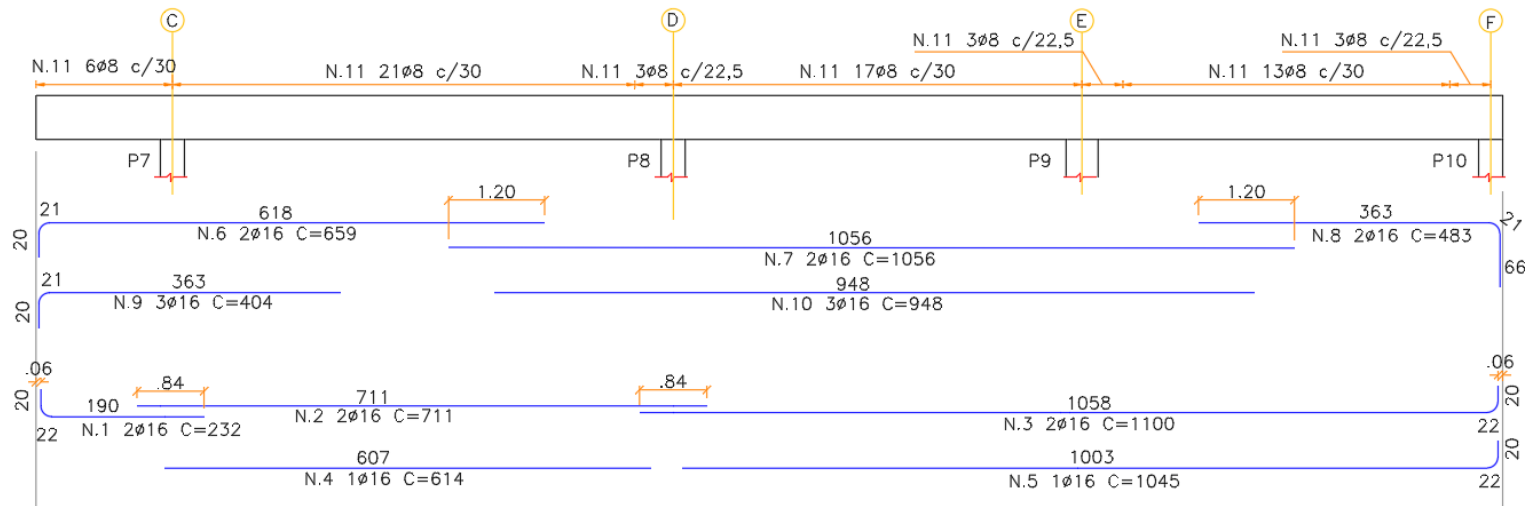 C
D
E
F
N.11 3ø8 c/22,5
N.11 3ø8 c/22,5
N.11 6ø8 c/30
N.11 21ø8 c/30
N.11 3ø8 c/22,5
N.11 17ø8 c/30
N.11 13ø8 c/30
P7
P8
P9
P10
1.20
1.20
21
618
363
21
20
N.6 2ø16 C=659
N.8 2ø16 C=483
1056
N.7 2ø16 C=1056
66
21
363
948
20
N.9 3ø16 C=404
N.10 3ø16 C=948
.06
.06
.84
.84
20
711
20
190
N.2 2ø16 C=711
1058
22
N.1 2ø16 C=232
N.3 2ø16 C=1100
22
607
1003
20
N.4 1ø16 C=614
N.5 1ø16 C=1045
22